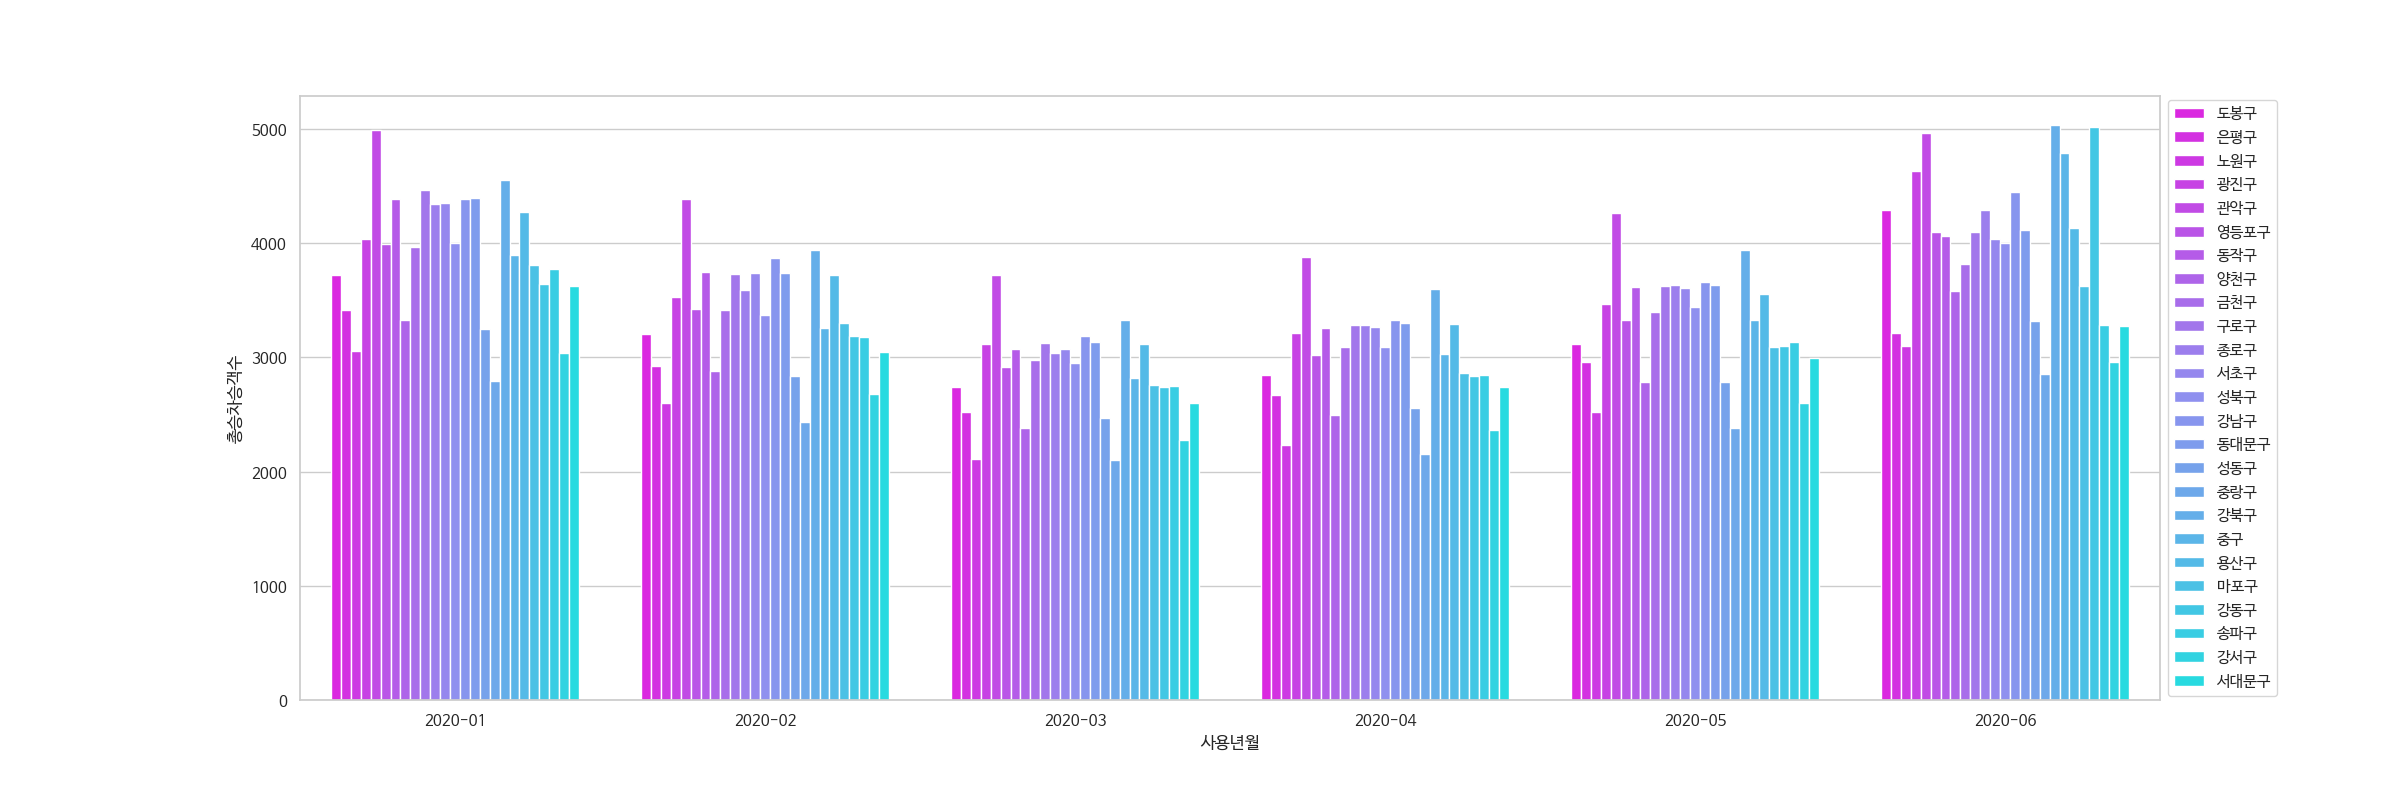 5000
4000
3000
2000
1000
0
총승차승객수
2020-01
2020-02
2020-03
2020-04
2020-05
2020-06
사용년월
도봉구
은평구
노원구
광진구
관악구
영등포구
동작구
양천구
금천구
구로구
종로구
서초구
성북구
강남구
동대문구
성동구
중랑구
강북구
중구
용산구
마포구
강동구
송파구
강서구
서대문구